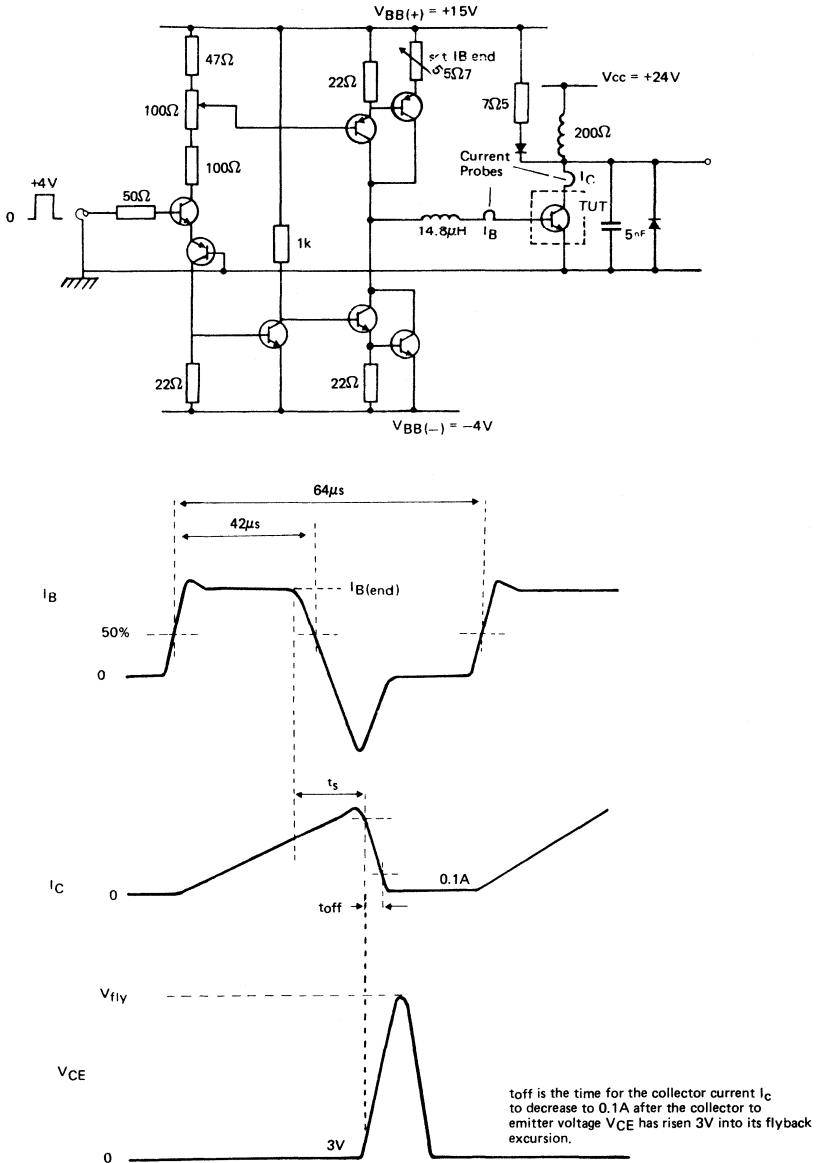 VBB(+) = +15V
47Ω
set IB end
5Ω7
22Ω
7Ω5
Vcc = +24V
100Ω
200Ω
100Ω
Current
Probes
IC
+4V
0
50Ω
TUT
1k
14.8μH
IB
5nF
22Ω
22Ω
VBB(—) = —4V
64μs
42μs
IB
IB(end)
50%
0
ts
IC
0
0.1A
toff
Vfly
VCE
3V
0
toff is the time for the collector current Ic
to decrease to 0.1A after the collector to
emitter voltage VCE has risen 3V into its flyback
excursion.